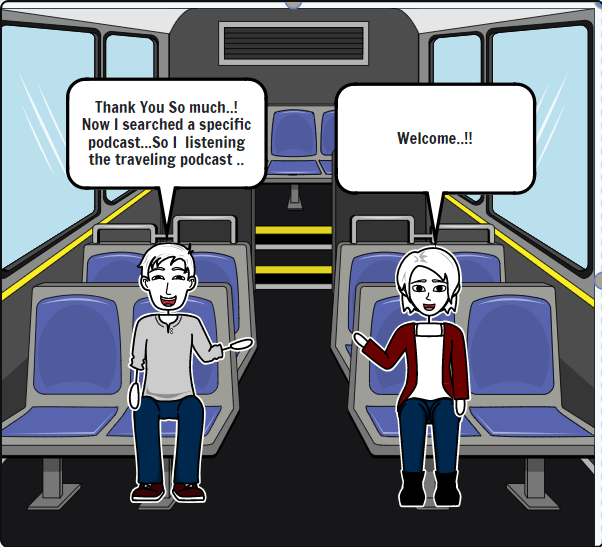 Thank You So much..!
Now I searched a specific
podcast...So I listening
the traveling podcast ..
Welcome..!!